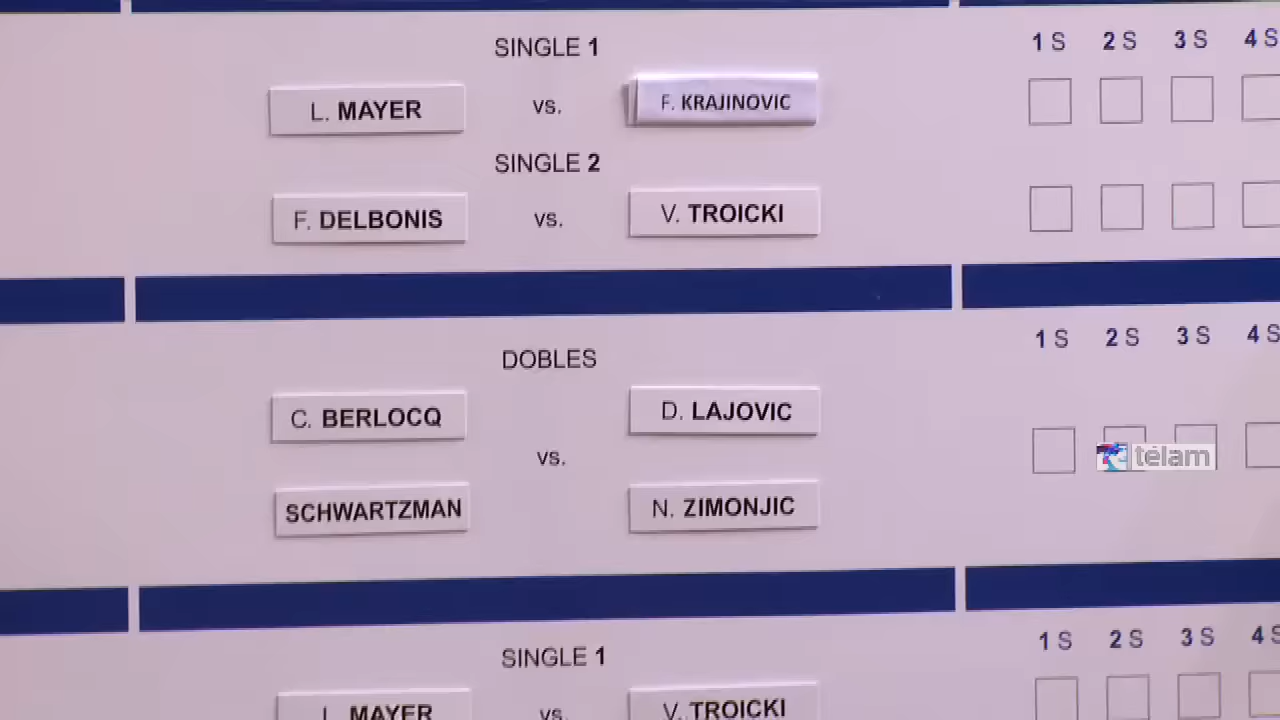 SINGLE 1
1 S 2 S 3 S 4 S
L. MAYER vs. F. KRAJINOVIC
SINGLE 2
F. DELBONIS vs. V. TROICKI
DOBLES
1 S 2 S 3 S 4 S
C. BERLOCQ D. LAJOVIC
vs.
télam
SCHWARTZMAN N. ZIMONJIC
SINGLE 1
1 S 2 S 3 S 4 S
L. MAYER vs. V. TROICKI